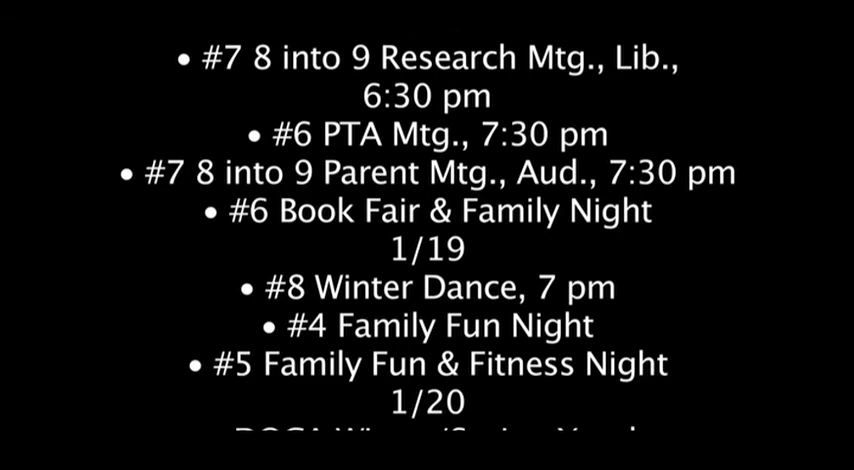 • #7 8 into 9 Research Mtg., Lib.,
6:30 pm
• #6 PTA Mtg., 7:30 pm
• #7 8 into 9 Parent Mtg., Aud., 7:30 pm
• #6 Book Fair & Family Night
1/19
• #8 Winter Dance, 7 pm
• #4 Family Fun Night
• #5 Family Fun & Fitness Night
1/20